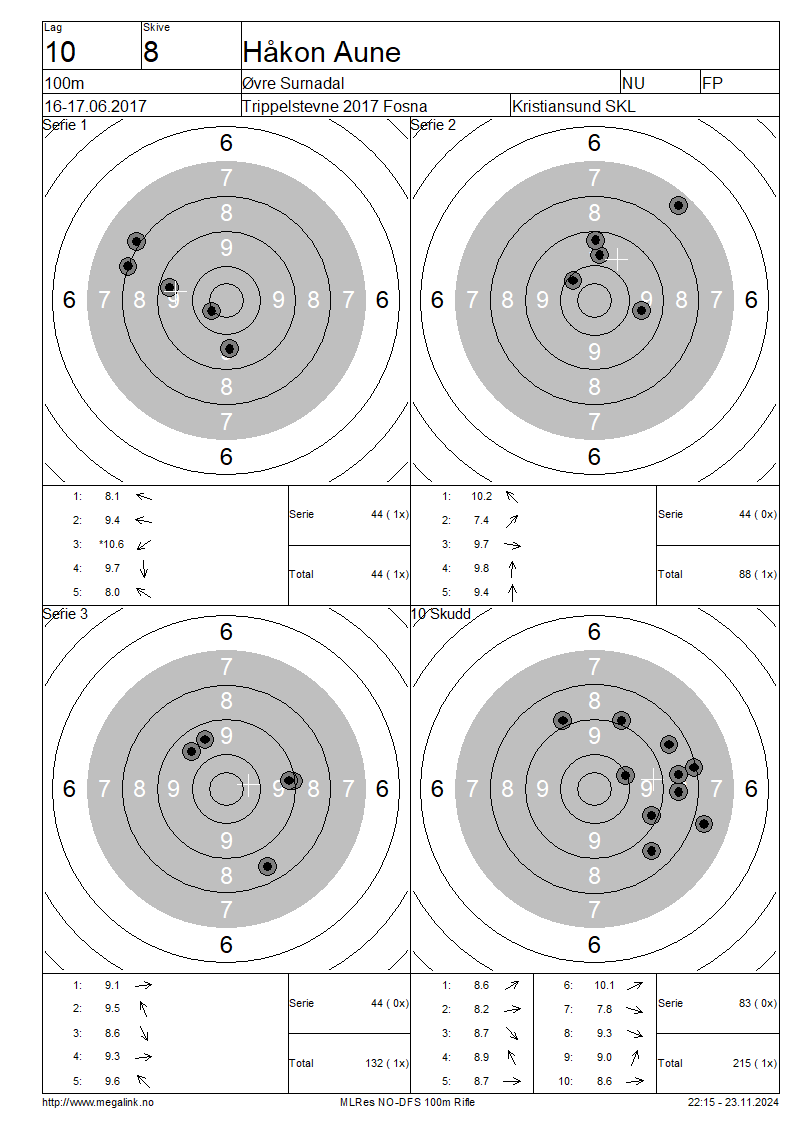 Lag Skive
10 8 Håkon Aune
100m Øvre Surnadal NU FP
16-17.06.2017 Trippelstevne 2017 Fosna Kristiansund SKL
Serie 1
6
7
8
9
6 7 8 9 9 8 7 6
9
8
7
6
1: 8.1
2: 9.4
3: *10.6
4: 9.7
5: 8.0
Serie 44 ( 1x)
Total 44 ( 1x)
Serie 2
6
7
8
6 7 8 9 9 8 7 6
9
8
7
6
1: 10.2
2: 7.4
3: 9.7
4: 9.8
5: 9.4
Serie 44 ( 0x)
Total 88 ( 1x)
Serie 3
6
7
8
9
6 7 8 9 9 8 7 6
9
8
7
6
1: 9.1
2: 9.5
3: 8.6
4: 9.3
5: 9.6
Serie 44 ( 0x)
Total 132 ( 1x)
10 Skudd
6
7
8
9
6 7 8 9 9 7 6
9
8
7
6
1: 8.6 6: 10.1
2: 8.2 7: 7.8
3: 8.7 8: 9.3
4: 8.9 9: 9.0
5: 8.7 10: 8.6
Serie 83 ( 0x)
Total 215 ( 1x)
http://www.megalink.no MLRes NO-DFS 100m Rifle 22:15 - 23.11.2024